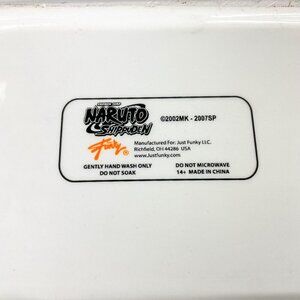 NARUTO
SHIPPUDEN
©2002MK - 2007SP
Funky ®
Manufactured For: Just Funky LLC.
Richfield, OH 44286 USA
www.JustFunky.com
GENTLY HAND WASH ONLY
DO NOT SOAK
DO NOT MICROWAVE
14+ MADE IN CHINA